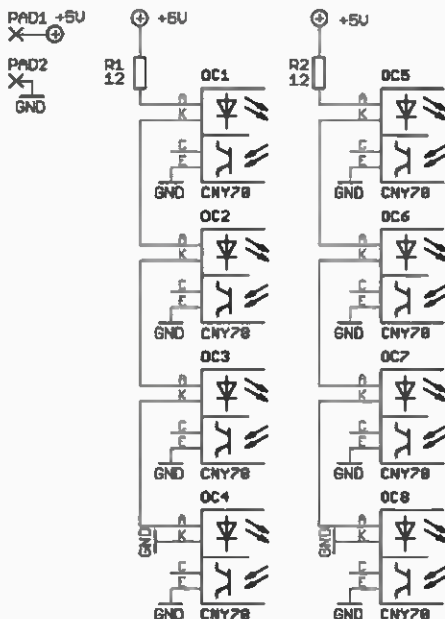 PAD1 +5V
PAD2
GND
+5V
R1
12
OC1
A
K
C
E
GND
CNY70
OC2
A
K
C
E
GND
CNY70
OC3
A
K
C
E
GND
CNY70
OC4
A
K
GND
C
E
GND
CNY70
+5V
R2
12
OC5
A
K
C
E
GND
CNY70
OC6
A
K
C
E
GND
CNY70
OC7
A
K
C
E
GND
CNY70
OC8
A
K
GND
C
E
GND
CNY70